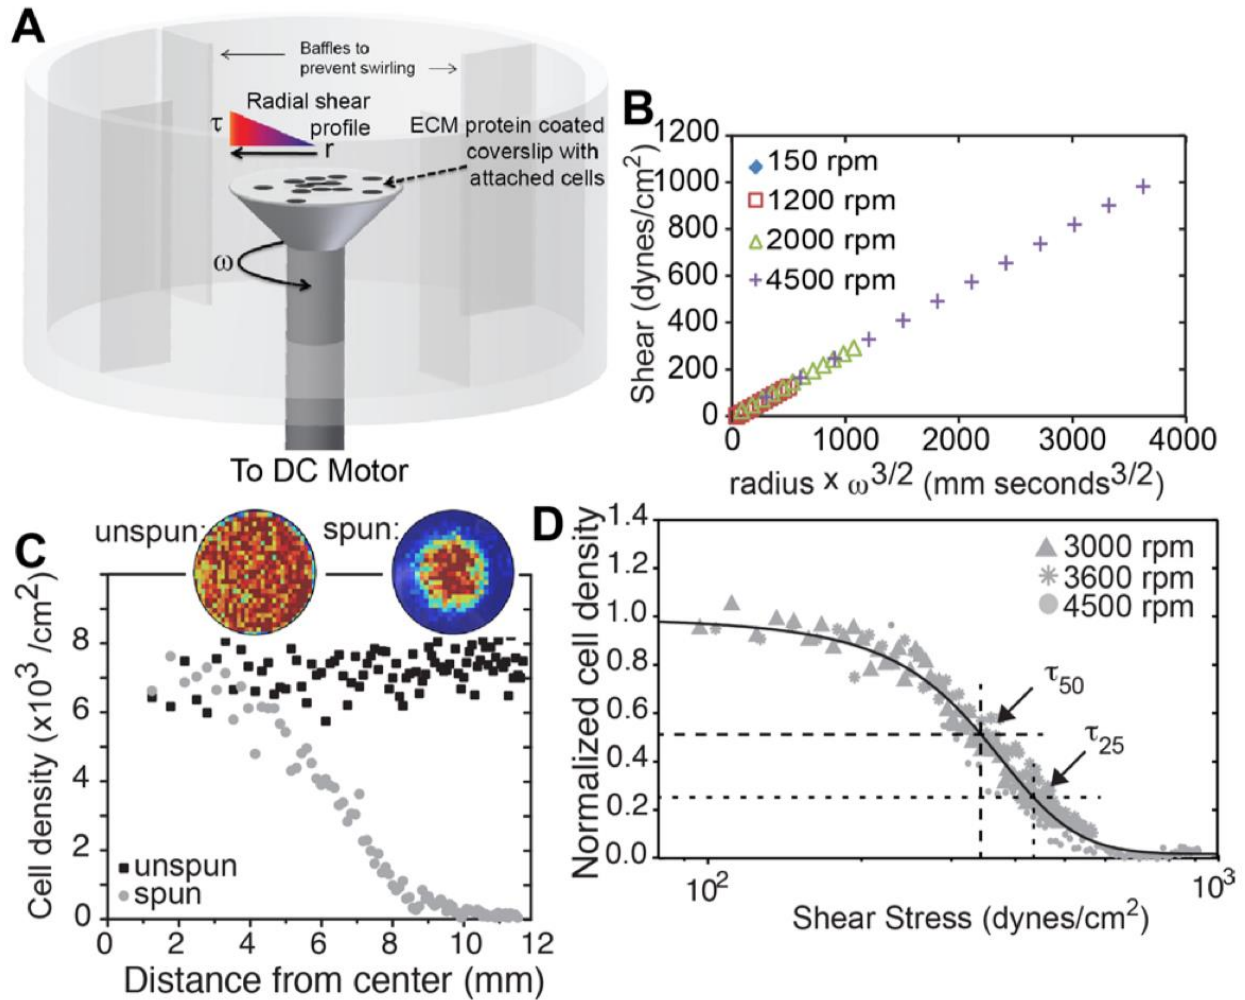 A
Baffles to
prevent swirling
Radial shear
profile
τ
r
ECM protein coated
coverslip with
attached cells
ω
To DC Motor
B
Shear (dynes/cm2)
1200
1000
800
600
400
200
0
150 rpm
1200 rpm
2000 rpm
4500 rpm
0 1000 2000 3000 4000
radius x ω3/2 (mm seconds3/2)
C
unspun: spun:
Cell density (x103 /cm2)
8
6
4
2
0
unspun
spun
0 2 4 6 8 10 12
Distance from center (mm)
D
Normalized cell density
1.4
1.2
1.0
0.8
0.6
0.4
0.2
0.0
3000 rpm
3600 rpm
4500 rpm
τ50
τ25
102 103
Shear Stress (dynes/cm2)